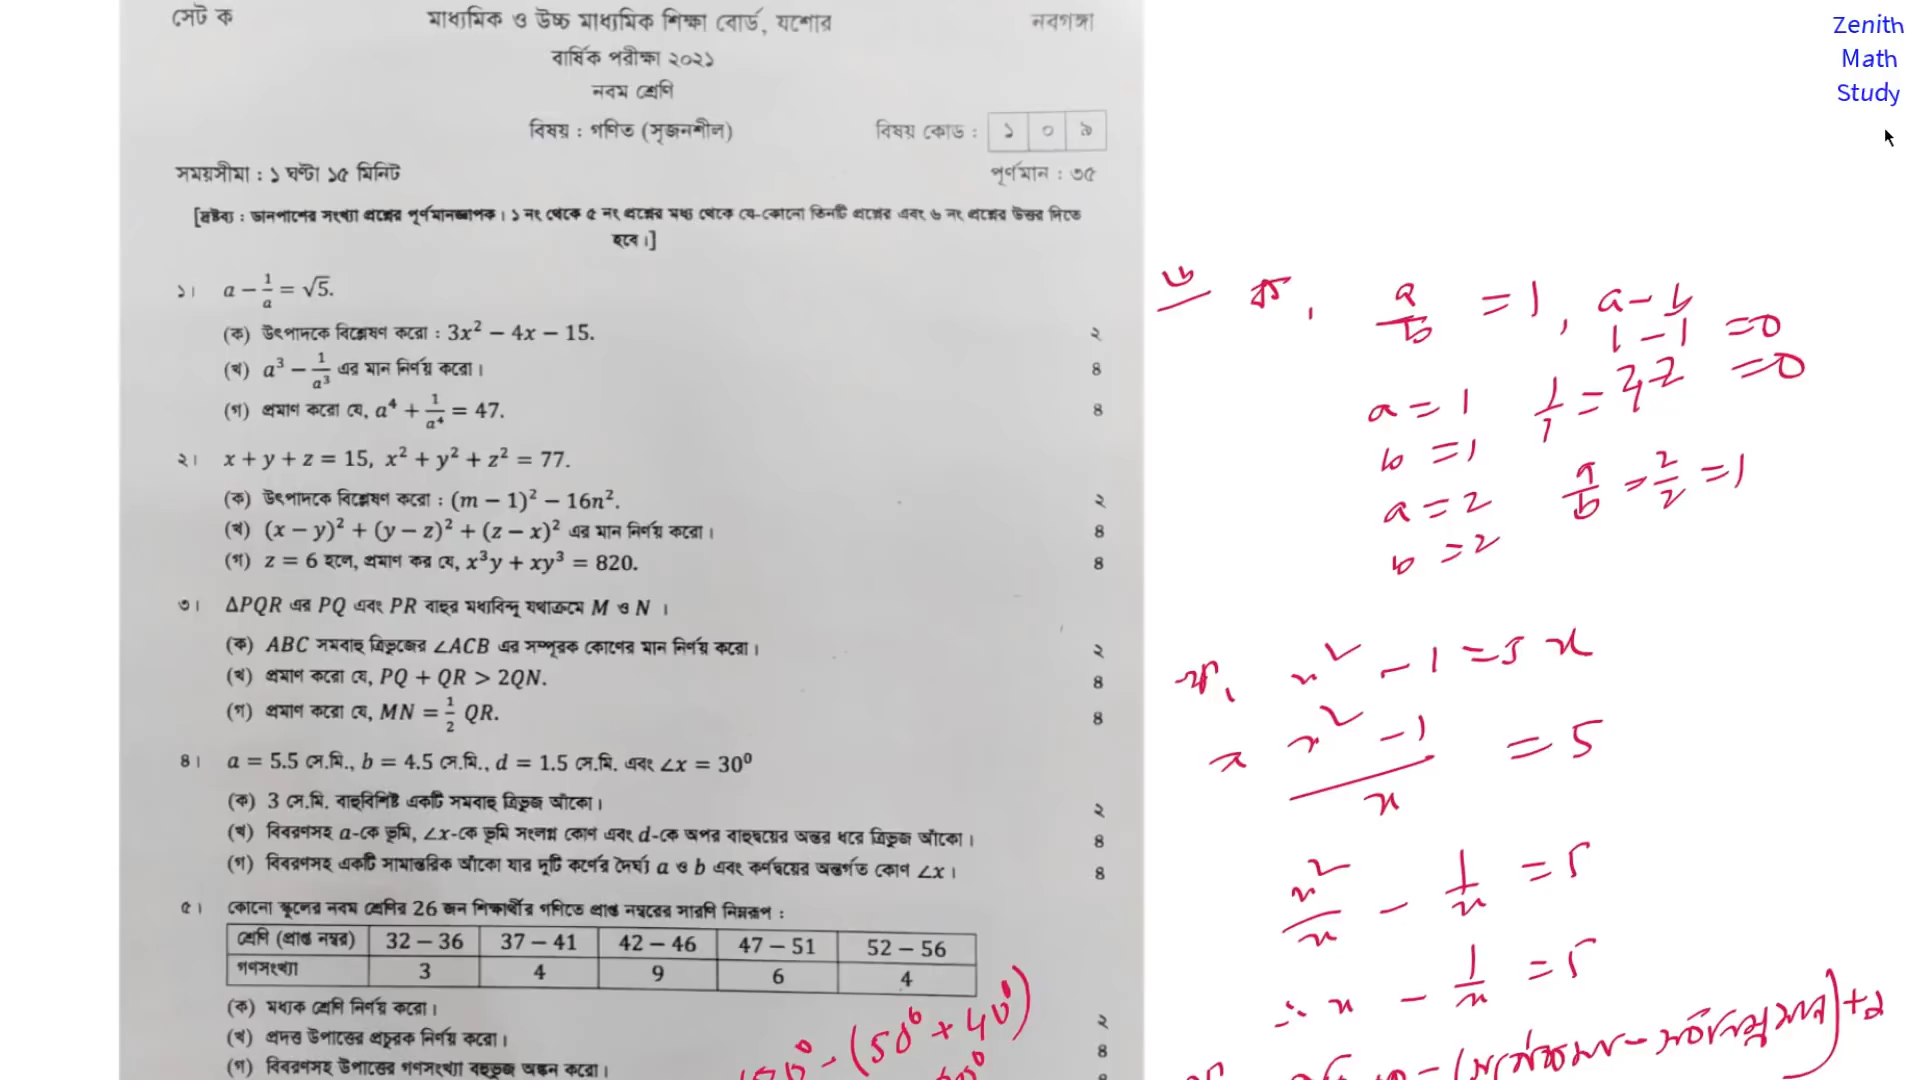 সেট ক
মাধ্যমিক ও উচ্চ মাধ্যমিক শিক্ষা বোর্ড, যশোর
নবগঙ্গা
বার্ষিক পরীক্ষা ২০২১
নবম শ্রেণি
বিষয় : গণিত (সৃজনশীল)
বিষয় কোড : ১ ০ ৯
সময়সীমা : ১ ঘণ্টা ১৫ মিনিট
পূর্ণমান : ৩৫
[দ্রষ্টব্য : ডানপাশের সংখ্যা প্রশ্নের পূর্ণমানজ্ঞাপক। ১ নং থেকে ৫ নং প্রশ্নের মধ্য থেকে যে-কোনো তিনটি প্রশ্নের এবং ৬ নং প্রশ্নের উত্তর দিতে
হবে।]
১। a − 1/a = √5.
(ক) উৎপাদকে বিশ্লেষণ করো : 3x² − 4x − 15. ২
(খ) a³ − 1/a³ এর মান নির্ণয় করো। ৪
(গ) প্রমাণ করো যে, a⁴ + 1/a⁴ = 47. ৪
২। x + y + z = 15, x² + y² + z² = 77.
(ক) উৎপাদকে বিশ্লেষণ করো : (m − 1)² − 16n². ২
(খ) (x − y)² + (y − z)² + (z − x)² এর মান নির্ণয় করো। ৪
(গ) z = 6 হলে, প্রমাণ কর যে, x³y + xy³ = 820. ৪
৩। ΔPQR এর PQ এবং PR বাহুর মধ্যবিন্দু যথাক্রমে M ও N ।
(ক) ABC সমবাহু ত্রিভুজের ∠ACB এর সম্পূরক কোণের মান নির্ণয় করো। ২
(খ) প্রমাণ করো যে, PQ + QR > 2QN. ৪
(গ) প্রমাণ করো যে, MN = 1/2 QR. ৪
৪। a = 5.5 সে.মি., b = 4.5 সে.মি., d = 1.5 সে.মি. এবং ∠x = 30⁰
(ক) 3 সে.মি. বাহুবিশিষ্ট একটি সমবাহু ত্রিভুজ আঁকো। ২
(খ) বিবরণসহ a-কে ভূমি, ∠x-কে ভূমি সংলগ্ন কোণ এবং d-কে অপর বাহুদ্বয়ের অন্তর ধরে ত্রিভুজ আঁকো। ৪
(গ) বিবরণসহ একটি সামান্তরিক আঁকো যার দুটি কর্ণের দৈর্ঘ্য a ও b এবং কর্ণদ্বয়ের অন্তর্গত কোণ ∠x। ৪
৫। কোনো স্কুলের নবম শ্রেণির 26 জন শিক্ষার্থীর গণিতে প্রাপ্ত নম্বরের সারণি নিম্নরূপ :
শ্রেণি (প্রাপ্ত নম্বর) 32 – 36 37 – 41 42 – 46 47 – 51 52 – 56
গণসংখ্যা 3 4 9 6 4
(ক) মধ্যক শ্রেণি নির্ণয় করো। ২
(খ) প্রদত্ত উপাত্তের প্রচুরক নির্ণয় করো। ৪
(গ) বিবরণসহ উপাত্তের গণসংখ্যা বহুভুজ অঙ্কন করো। ৪
− (50⁰ + 40⁰)
Zenith
Math
Study
৬ ক, a/b = 1, a − b
1 − 1 = 0
a = 1 1/1 = = 0
b = 1
a = 2 a/b = 2/2 = 1
b = 2
খ, x² − 1 = 5x
x² − 1 / x = 5
x²/x − 1/x = 5
∴ x − 1/x = 5